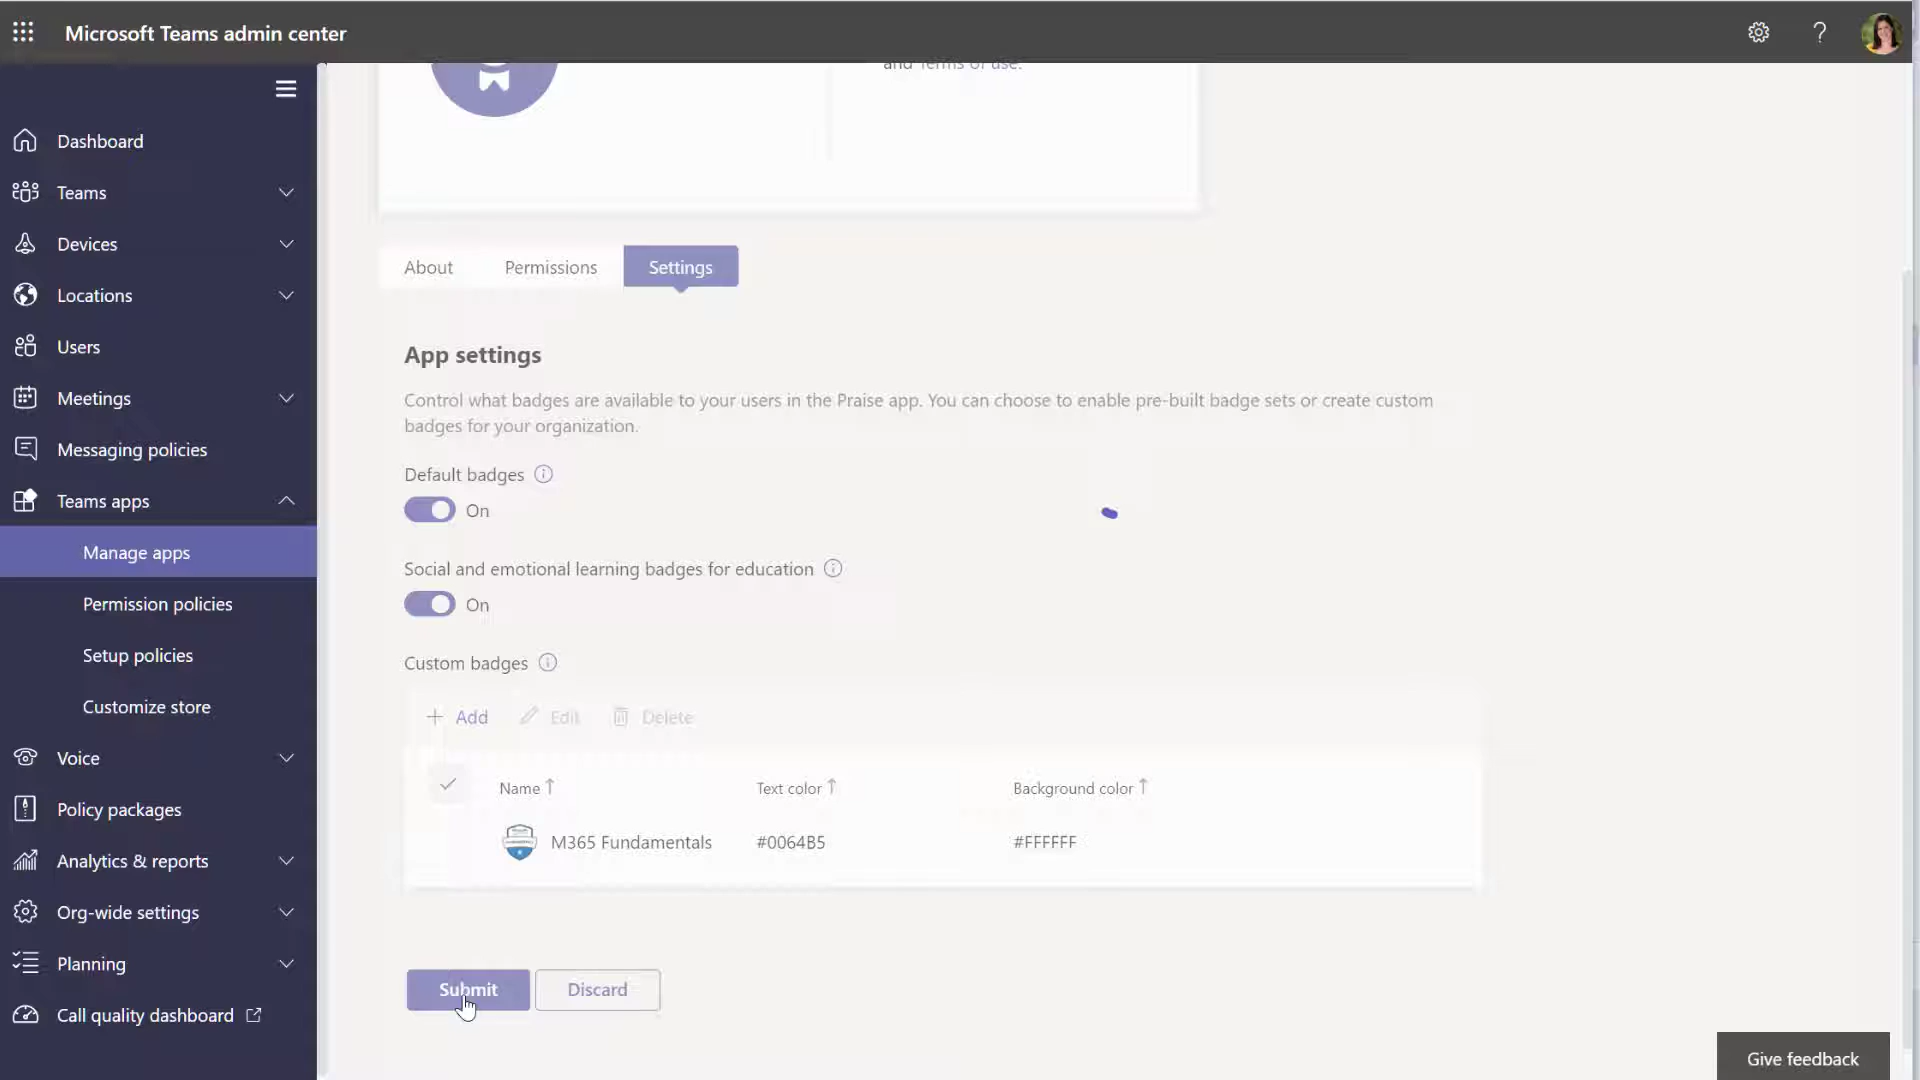 Microsoft Teams admin center
and Terms of use.
Dashboard
Teams
Devices
Locations
Users
Meetings
Messaging policies
Teams apps
Manage apps
Permission policies
Setup policies
Customize store
Voice
Policy packages
Analytics & reports
Org-wide settings
Planning
Call quality dashboard
About
Permissions
Settings
App settings
Control what badges are available to your users in the Praise app. You can choose to enable pre-built badge sets or create custom
badges for your organization.
Default badges
On
Social and emotional learning badges for education
On
Custom badges
Add
Edit
Delete
Name
Text color
Background color
M365 Fundamentals
#0064B5
#FFFFFF
Submit
Discard
Give feedback